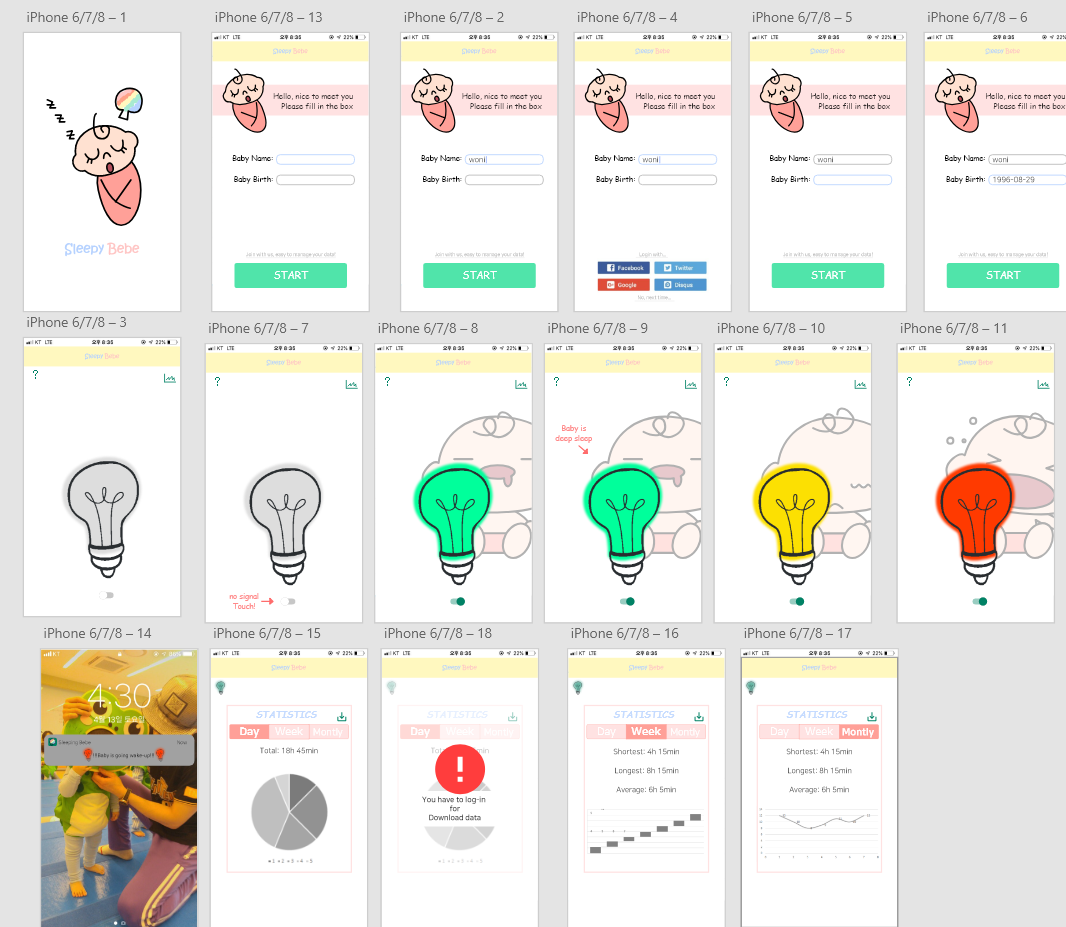 iPhone 6/7/8 – 1
iPhone 6/7/8 – 13
iPhone 6/7/8 – 2
iPhone 6/7/8 – 4
iPhone 6/7/8 – 5
iPhone 6/7/8 – 6
z
z
z
z
Sleepy Bebe
KT LTE
오후 8:35
22%
Sleepy Bebe
Hello, nice to meet you
Please fill in the box
Baby Name:
Baby Birth:
Join with us, easy to manage your data!
START
KT LTE
오후 8:35
22%
Sleepy Bebe
Hello, nice to meet you
Please fill in the box
Baby Name: woni
Baby Birth:
Join with us, easy to manage your data!
START
KT LTE
오후 8:35
22%
Sleepy Bebe
Hello, nice to meet you
Please fill in the box
Baby Name: woni
Baby Birth:
Login with...
Facebook
Twitter
Google
Disqus
No, next time...
KT LTE
오후 8:35
22%
Sleepy Bebe
Hello, nice to meet you
Please fill in the box
Baby Name: woni
Baby Birth:
Join with us, easy to manage your data!
START
KT LTE
오후 8:35
22%
Sleepy Bebe
Hello, nice to meet you
Please fill in the box
Baby Name: woni
Baby Birth: 1996-08-29
Join with us, easy to manage your data!
START
iPhone 6/7/8 – 3
iPhone 6/7/8 – 7
iPhone 6/7/8 – 8
iPhone 6/7/8 – 9
iPhone 6/7/8 – 10
iPhone 6/7/8 – 11
KT LTE
오후 8:35
22%
Sleepy Bebe
?
KT LTE
오후 8:35
22%
Sleepy Bebe
?
no signal
Touch!
KT LTE
오후 8:35
22%
Sleepy Bebe
?
KT LTE
오후 8:35
22%
Sleepy Bebe
?
Baby is
deep sleep
KT LTE
오후 8:35
22%
Sleepy Bebe
?
KT LTE
오후 8:35
22%
Sleepy Bebe
?
iPhone 6/7/8 – 14
iPhone 6/7/8 – 15
iPhone 6/7/8 – 18
iPhone 6/7/8 – 16
iPhone 6/7/8 – 17
KT
100%
4:30
4월 13일 토요일
Sleeping Bebe
!!!Baby is going wake-up!!!
KT LTE
오후 8:35
22%
Sleepy Bebe
STATISTICS
Day Week Montly
Total: 18h 45min
1 2 3 4 5
KT LTE
오후 8:35
22%
Sleepy Bebe
STATISTICS
Day Week Montly
!
You have to log-in
for
Download data
1 2 3 4 5
KT LTE
오후 8:35
22%
Sleepy Bebe
STATISTICS
Day Week Montly
Shortest: 4h 15min
Longest: 8h 15min
Average: 6h 5min
KT LTE
오후 8:35
22%
Sleepy Bebe
STATISTICS
Day Week Montly
Shortest: 4h 15min
Longest: 8h 15min
Average: 6h 5min